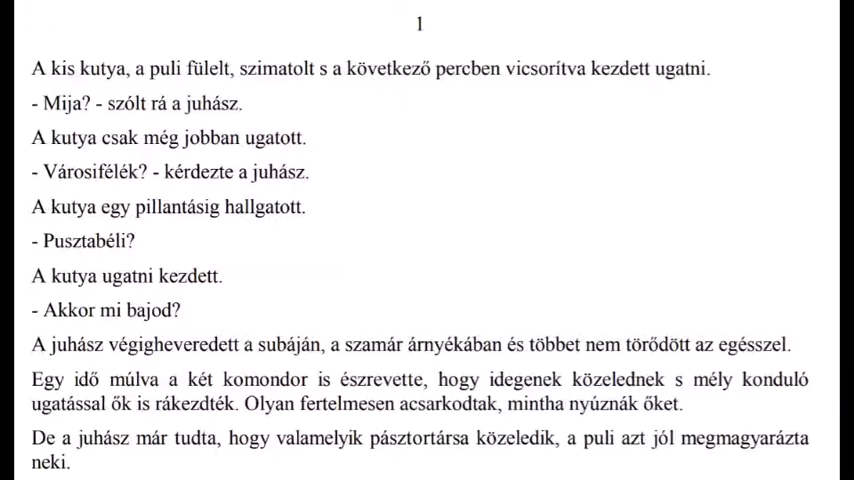 1
A kis kutya, a puli fülelt, szimatolt s a következő percben vicsorítva kezdett ugatni.
- Mija? - szólt rá a juhász.
A kutya csak még jobban ugatott.
- Városifélék? - kérdezte a juhász.
A kutya egy pillantásig hallgatott.
- Pusztabéli?
A kutya ugatni kezdett.
- Akkor mi bajod?
A juhász végigheveredett a subáján, a szamár árnyékában és többet nem törődött az egésszel.
Egy idő múlva a két komondor is észrevette, hogy idegenek közelednek s mély konduló
ugatással ők is rákezdték. Olyan fertelmesen acsarkodtak, mintha nyúznák őket.
De a juhász már tudta, hogy valamelyik pásztortársa közeledik, a puli azt jól megmagyarázta
neki.